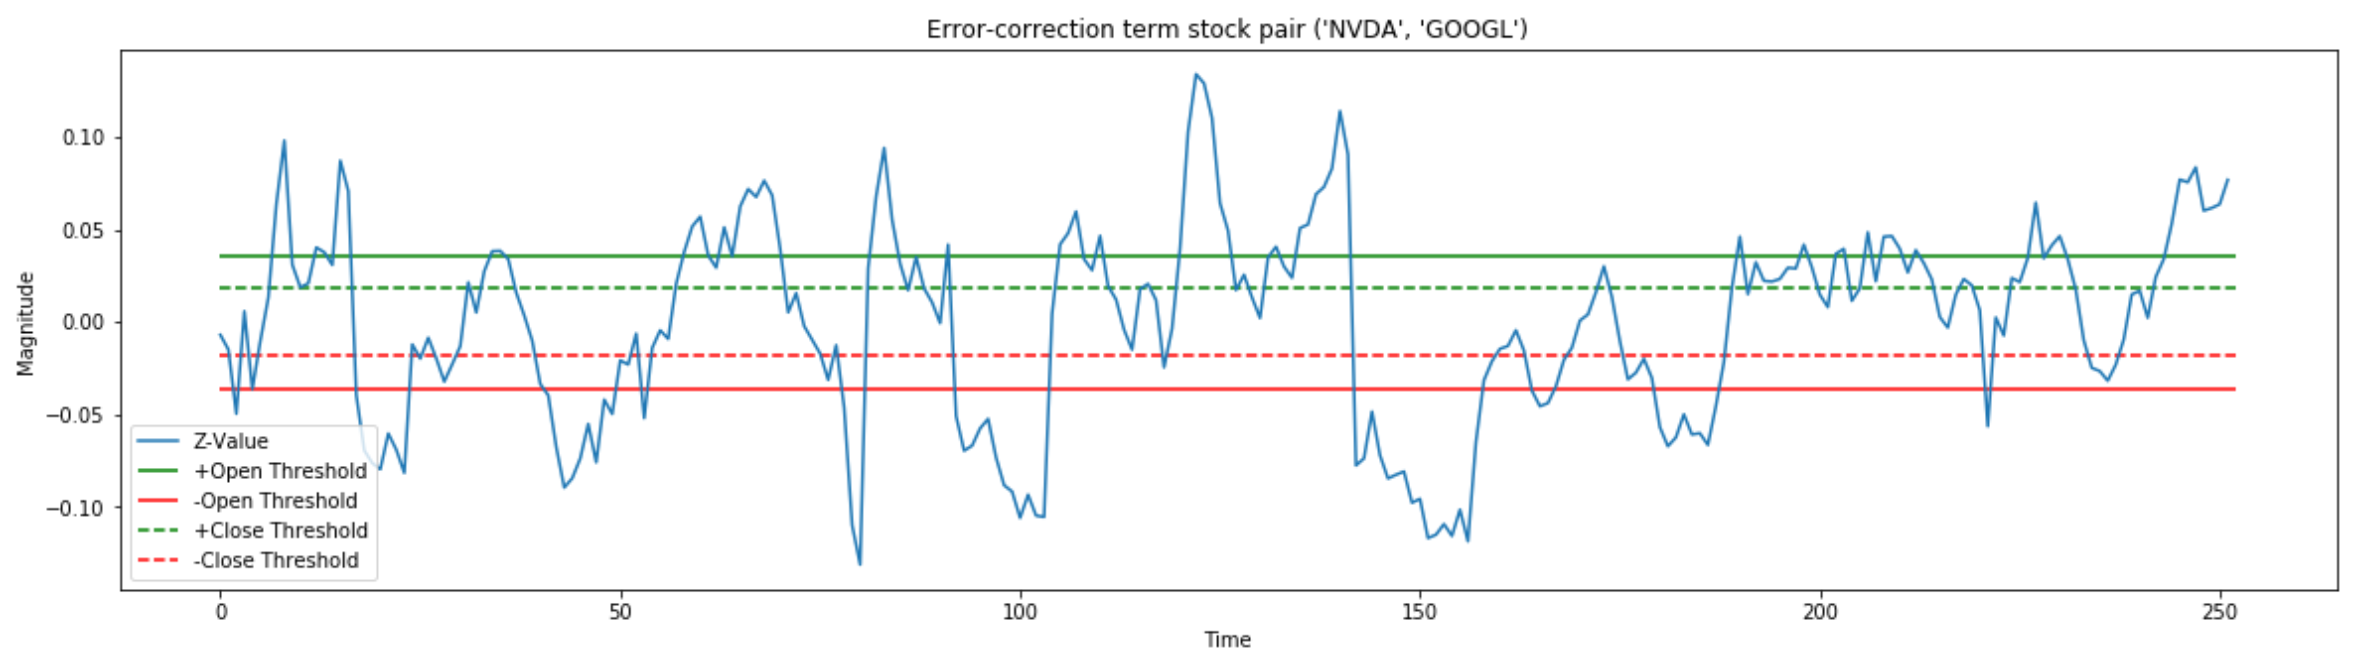 Error-correction term stock pair ('NVDA', 'GOOGL')
Magnitude
0.10
0.05
0.00
−0.05
−0.10
Z-Value
+Open Threshold
-Open Threshold
+Close Threshold
-Close Threshold
0
50
100
150
200
250
Time